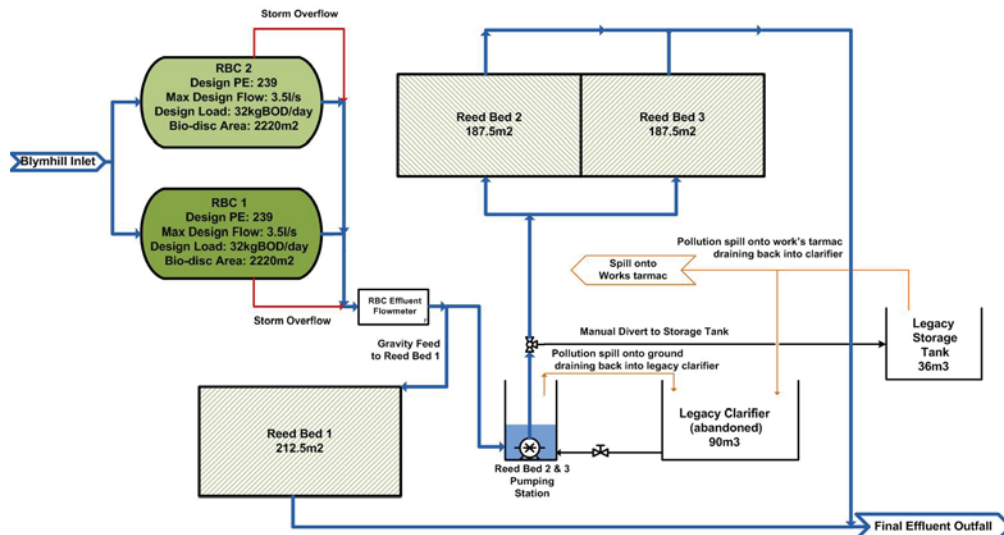 Storm Overflow
RBC 2
Design PE: 239
Max Design Flow: 3.5l/s
Design Load: 32kgBOD/day
Bio-disc Area: 2220m2
Blymhill Inlet
RBC 1
Design PE: 239
Max Design Flow: 3.5l/s
Design Load: 32kgBOD/day
Bio-disc Area: 2220m2
Storm Overflow
RBC Effluent
Flowmeter
Gravity Feed
to Reed Bed 1
Reed Bed 1
212.5m2
Reed Bed 2
187.5m2
Reed Bed 3
187.5m2
Pollution spill onto work's tarmac
draining back into clarifier
Spill onto
Works tarmac
Manual Divert to Storage Tank
Legacy
Storage
Tank
36m3
Pollution spill onto ground
draining back into legacy clarifier
Legacy Clarifier
(abandoned)
90m3
Reed Bed 2 & 3
Pumping
Station
Final Effluent Outfall